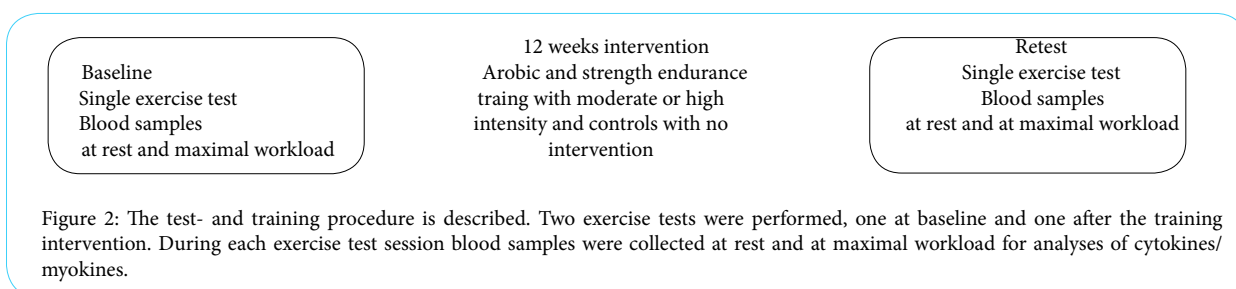 Baseline
Single exercise test
Blood samples
at rest and maximal workload
12 weeks intervention
Arobic and strength endurance
traing with moderate or high
intensity and controls with no
intervention
Retest
Single exercise test
Blood samples
at rest and at maximal workload
Figure 2: The test- and training procedure is described. Two exercise tests were performed, one at baseline and one after the training
intervention. During each exercise test session blood samples were collected at rest and at maximal workload for analyses of cytokines/
myokines.